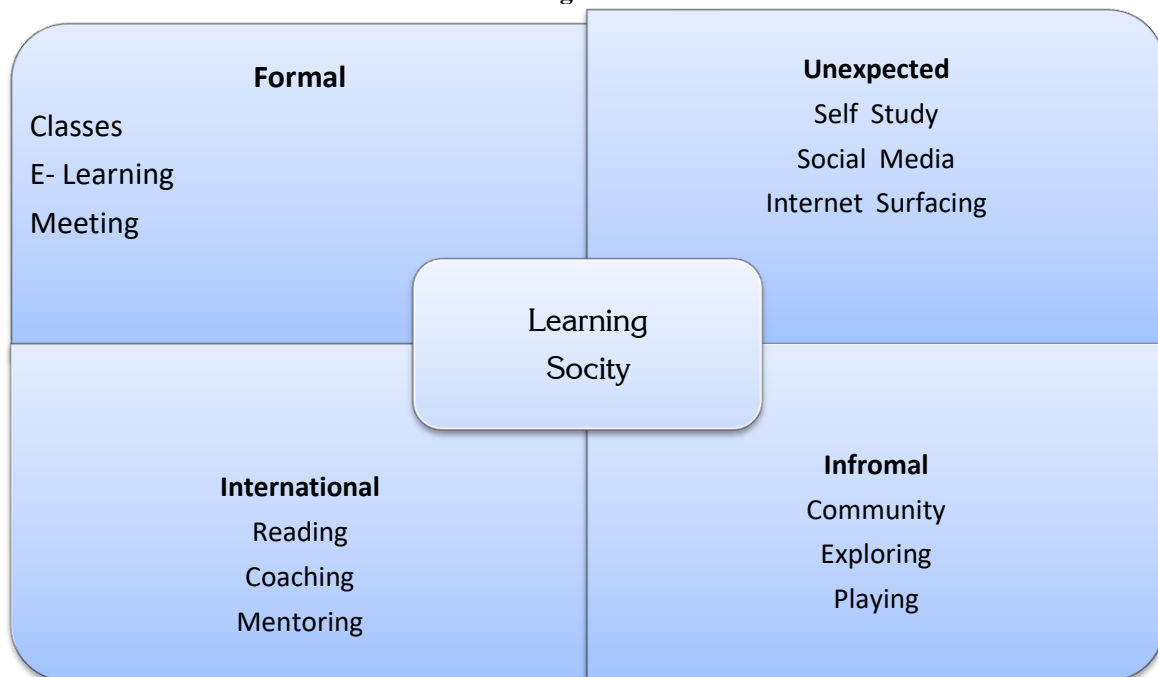 Formal
Classes
E- Learning
Meeting
Unexpected
Self Study
Social Media
Internet Surfacing
Learning
Socity
International
Reading
Coaching
Mentoring
Infromal
Community
Exploring
Playing